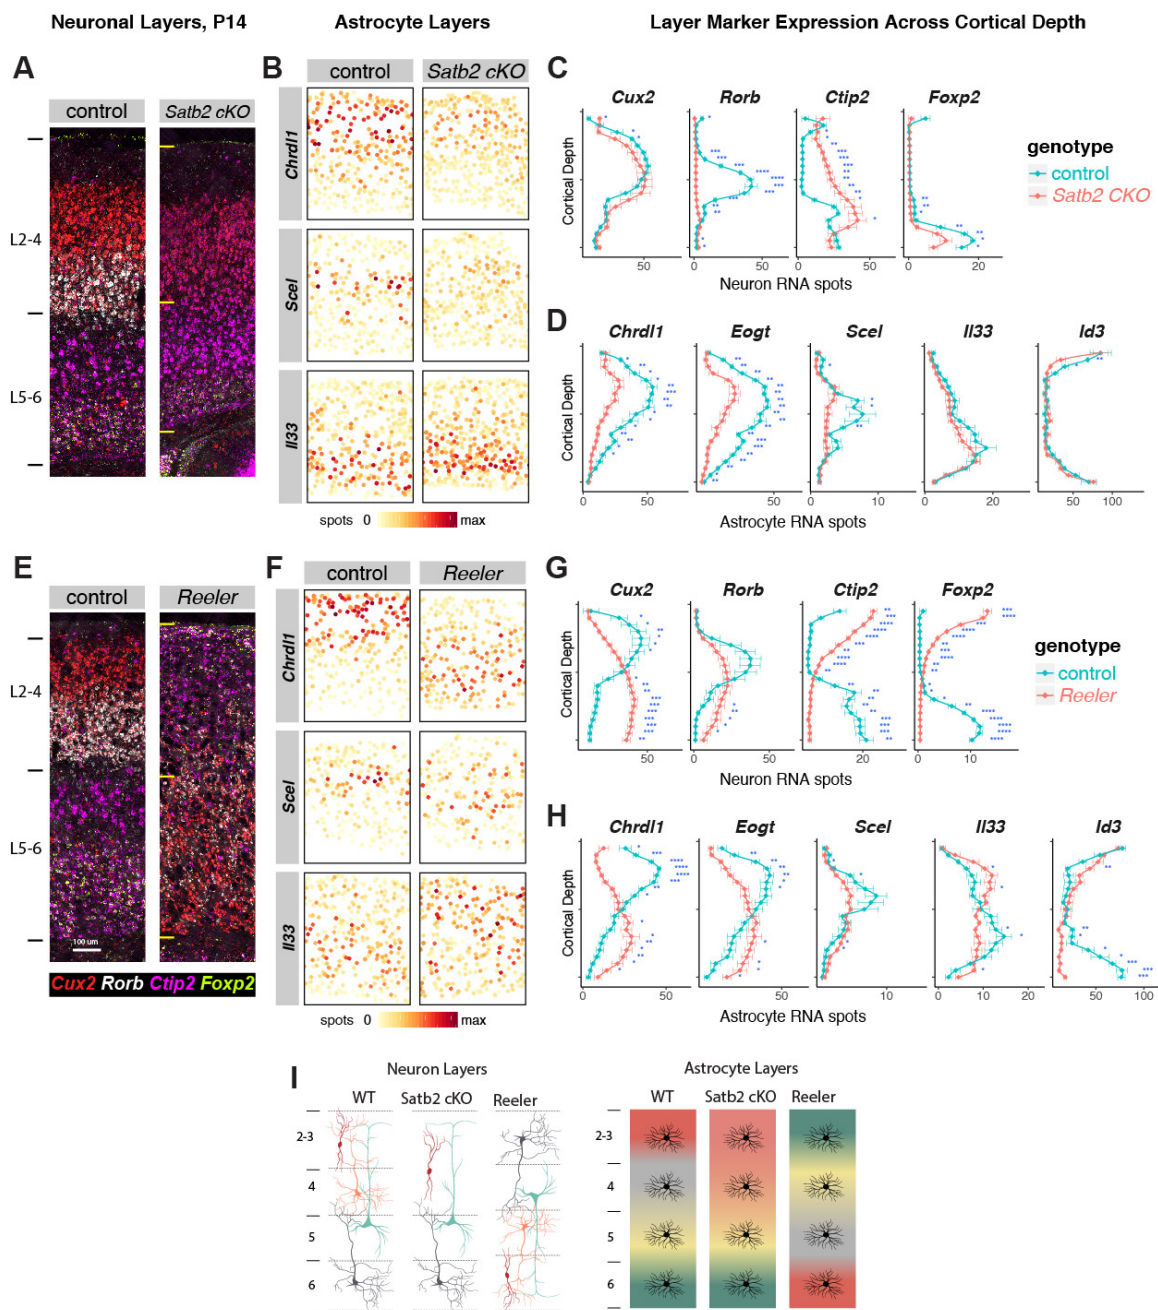 Neuronal Layers, P14
Astrocyte Layers
Layer Marker Expression Across Cortical Depth
A
control
Satb2 cKO
L2-4
L5-6
B
control
Satb2 cKO
Chrdl1
Scel
Il33
spots 0 max
C
Cux2 Rorb Ctip2 Foxp2
Cortical Depth
50 0 50 0 50 0 20
Neuron RNA spots
genotype
control
Satb2 CKO
D
Chrdl1 Eogt Scel Il33 Id3
Cortical Depth
0 50 0 50 0 10 0 20 50 100
Astrocyte RNA spots
E
control
Reeler
L2-4
L5-6
100 um
Cux2 Rorb Ctip2 Foxp2
F
control
Reeler
Chrdl1
Scel
Il33
spots 0 max
G
Cux2 Rorb Ctip2 Foxp2
Cortical Depth
50 0 50 20 0 10
Neuron RNA spots
genotype
control
Reeler
H
Chrdl1 Eogt Scel Il33 Id3
Cortical Depth
0 50 50 10 0 10 20 0 50 100
Astrocyte RNA spots
I
Neuron Layers
WT Satb2 cKO Reeler
2-3
4
5
6
Astrocyte Layers
WT Satb2 cKO Reeler
2-3
4
5
6